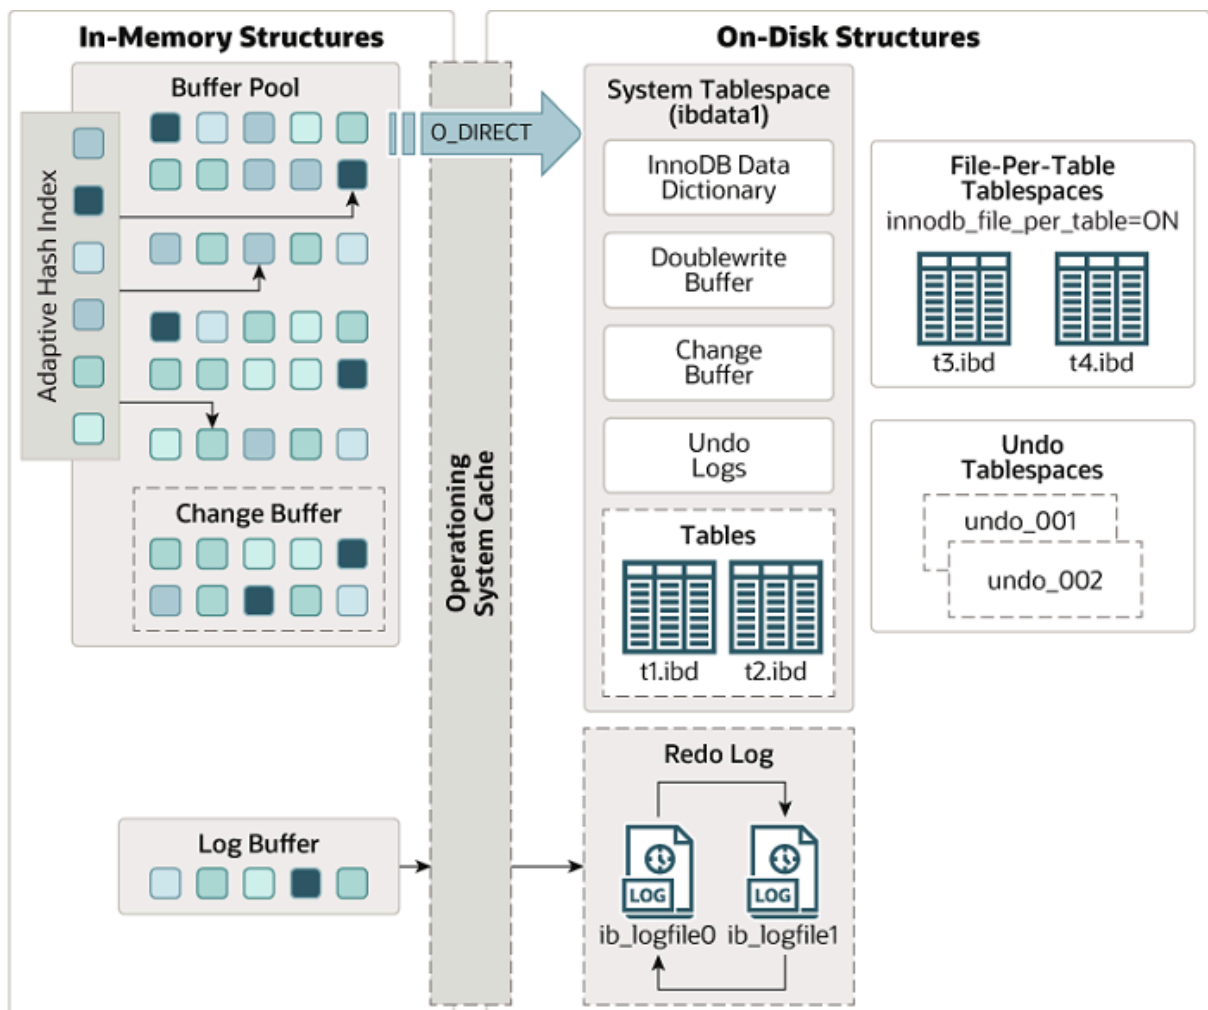 In-Memory Structures
Buffer Pool
Adaptive Hash Index
Change Buffer
Log Buffer
O_DIRECT
Operationing
System Cache
On-Disk Structures
System Tablespace
(ibdata1)
InnoDB Data
Dictionary
Doublewrite
Buffer
Change
Buffer
Undo
Logs
Tables
t1.ibd
t2.ibd
File-Per-Table
Tablespaces
innodb_file_per_table=ON
t3.ibd
t4.ibd
Undo
Tablespaces
undo_001
undo_002
Redo Log
LOG
LOG
ib_logfile0
ib_logfile1